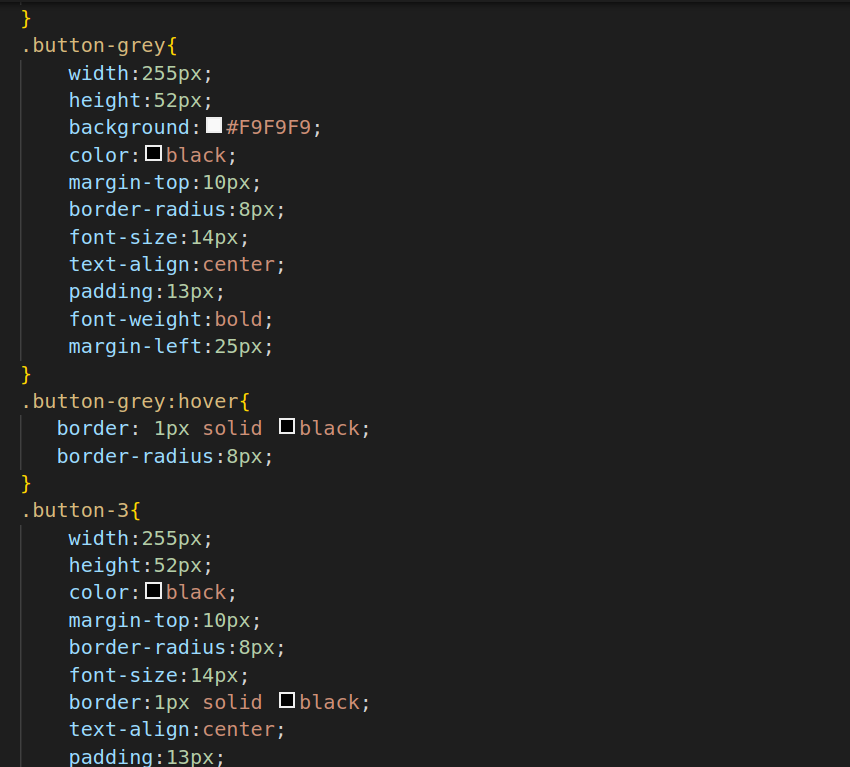 }
.button-grey{
width:255px;
height:52px;
background:#F9F9F9;
color:black;
margin-top:10px;
border-radius:8px;
font-size:14px;
text-align:center;
padding:13px;
font-weight:bold;
margin-left:25px;
}
.button-grey:hover{
border: 1px solid black;
border-radius:8px;
}
.button-3{
width:255px;
height:52px;
color:black;
margin-top:10px;
border-radius:8px;
font-size:14px;
border:1px solid black;
text-align:center;
padding:13px;